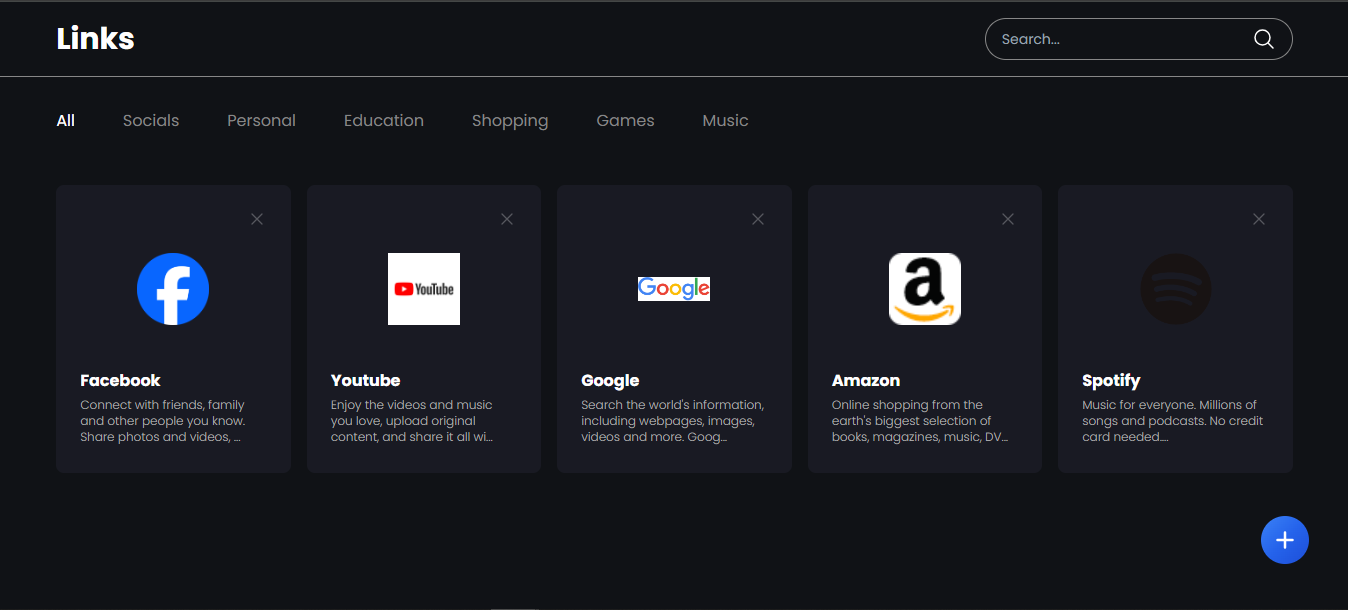 Links
Search...
All Socials Personal Education Shopping Games Music
YouTube
Google
a
Facebook
Connect with friends, family
and other people you know.
Share photos and videos, ...
Youtube
Enjoy the videos and music
you love, upload original
content, and share it all wi...
Google
Search the world's information,
including webpages, images,
videos and more. Goog...
Amazon
Online shopping from the
earth's biggest selection of
books, magazines, music, DV...
Spotify
Music for everyone. Millions of
songs and podcasts. No credit
card needed....